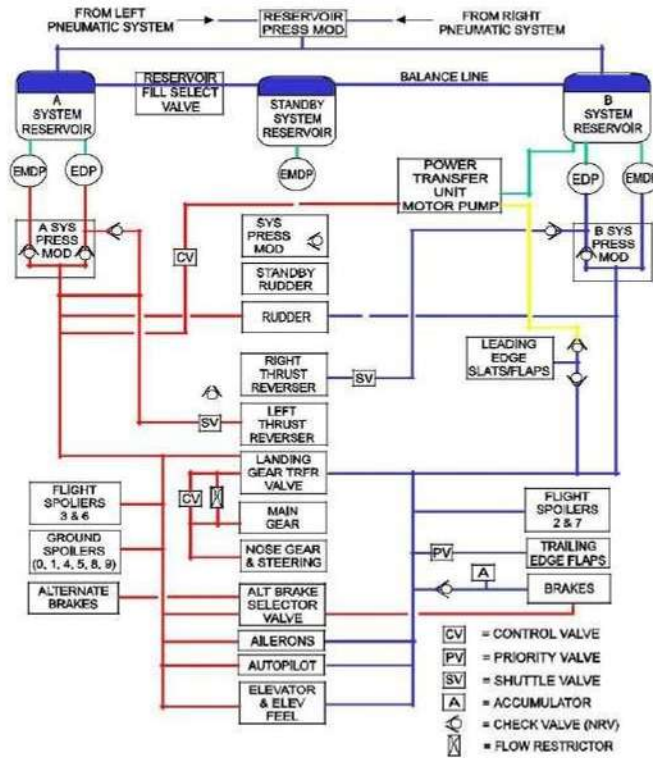 FROM LEFT
PNEUMATIC SYSTEM
RESERVOIR
PRESS MOD
FROM RIGHT
PNEUMATIC SYSTEM
A
SYSTEM
RESERVOIR
RESERVOIR
FILL SELECT
VALVE
STANDBY
SYSTEM
RESERVOIR
BALANCE LINE
B
SYSTEM
RESERVOIR
EMDP
EDP
EMDP
POWER
TRANSFER
UNIT
MOTOR PUMP
EDP
EMDP
A SYS
PRESS
MOD
CV
SYS
PRESS
MOD
B SYS
PRESS
MOD
STANDBY
RUDDER
RUDDER
LEADING
EDGE
SLATS/FLAPS
RIGHT
THRUST
REVERSER
SV
SV
LEFT
THRUST
REVERSER
LANDING
GEAR TRFR
VALVE
CV
MAIN
GEAR
NOSE GEAR
& STEERING
FLIGHT
SPOLIERS
3 & 6
GROUND
SPOILERS
(0, 1, 4, 5, 8, 9)
ALTERNATE
BRAKES
ALT BRAKE
SELECTOR
VALVE
AILERONS
AUTOPILOT
ELEVATOR
& ELEV
FEEL
FLIGHT
SPOILERS
2 & 7
PV
TRAILING
EDGE FLAPS
A
BRAKES
CV = CONTROL VALVE
PV = PRIORITY VALVE
SV = SHUTTLE VALVE
A = ACCUMULATOR
= CHECK VALVE (NRV)
= FLOW RESTRICTOR